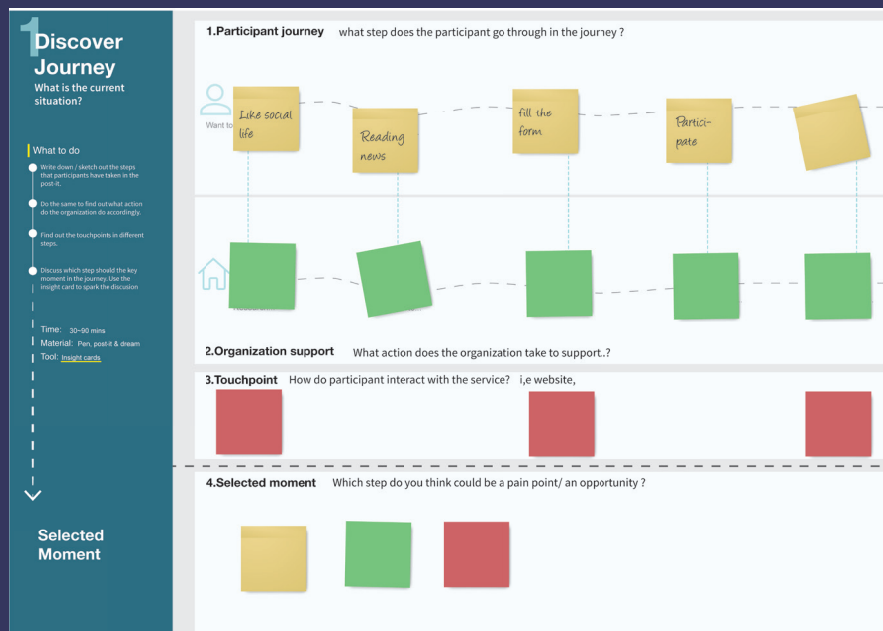 1
Discover
Journey
What is the current
situation?
What to do
Write down / sketch out the steps
that participants have taken in the
post-it.
Do the same to find out what action
do the organization do accordingly.
Find out the touchpoints in different
steps.
Discuss which step should the key
moment in the journey. Use the
insight card to spark the discusion
Time: 30~90 mins
Material: Pen, post-it & dream
Tool: Insight cards
Selected
Moment
1.Participant journey what step does the participant go through in the journey ?
Want to
Like social
life
Reading
news
fill the
form
Partici-
pate
2.Organization support What action does the organization take to support..?
3.Touchpoint How do participant interact with the service? i,e website,
4.Selected moment Which step do you think could be a pain point/ an opportunity ?